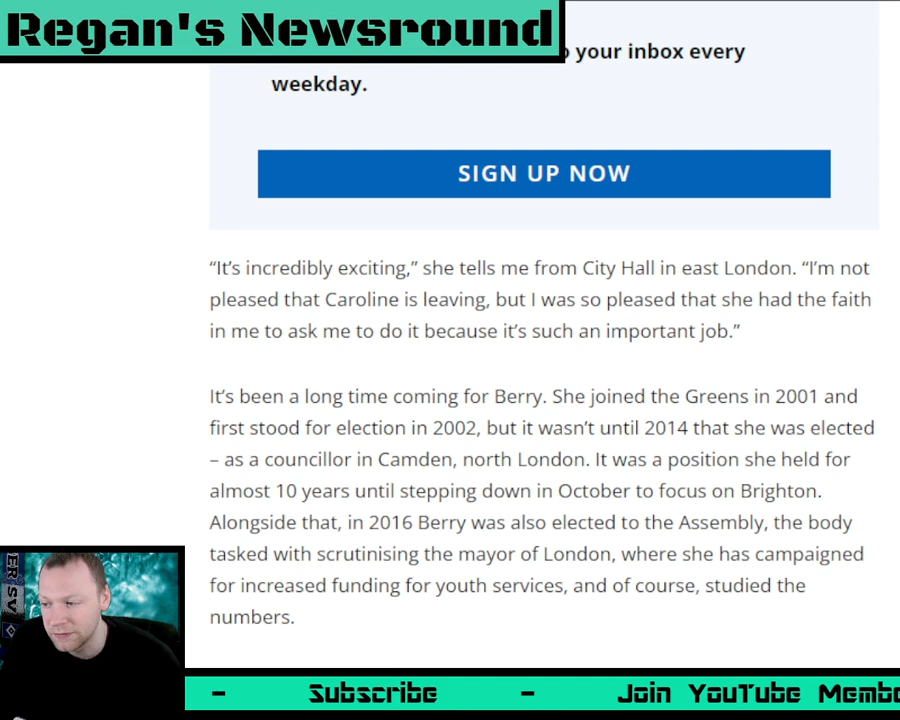 Regan's Newsround
your inbox every
weekday.
SIGN UP NOW
“It’s incredibly exciting,” she tells me from City Hall in east London. “I’m not
pleased that Caroline is leaving, but I was so pleased that she had the faith
in me to ask me to do it because it’s such an important job.”
It’s been a long time coming for Berry. She joined the Greens in 2001 and
first stood for election in 2002, but it wasn’t until 2014 that she was elected
– as a councillor in Camden, north London. It was a position she held for
almost 10 years until stepping down in October to focus on Brighton.
Alongside that, in 2016 Berry was also elected to the Assembly, the body
tasked with scrutinising the mayor of London, where she has campaigned
for increased funding for youth services, and of course, studied the
numbers.
ER SV
- Subscribe - Join YouTube Memb